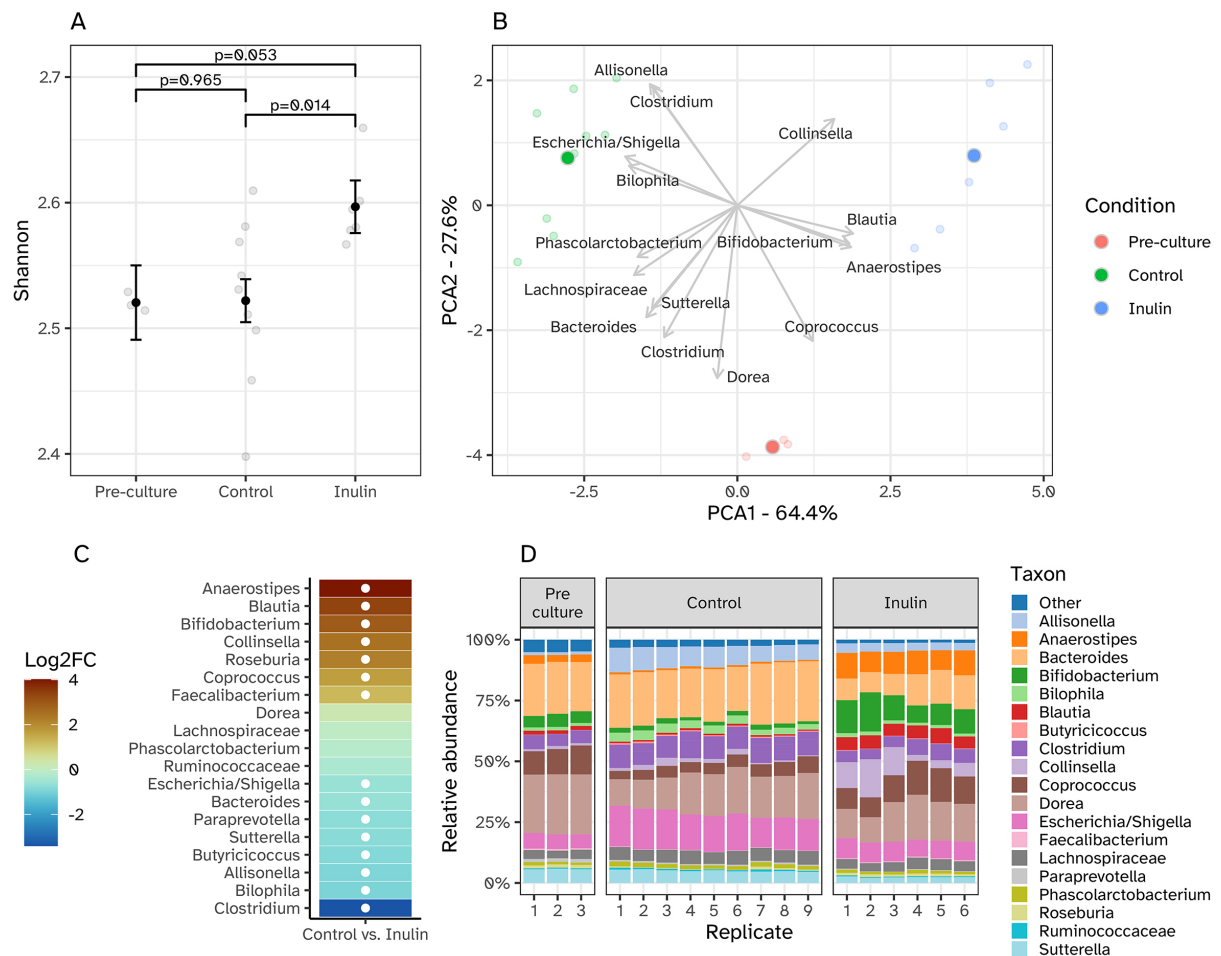 A
B
p=0.053
p=0.965
p=0.014
2.7
2.6
2.5
2.4
Shannon
Pre-culture
Control
Inulin
Allisonella
Clostridium
Collinsella
Escherichia/Shigella
Bilophila
Blautia
Phascolarctobacterium
Bifidobacterium
Anaerostipes
Lachnospiraceae
Sutterella
Bacteroides
Coprococcus
Clostridium
Dorea
2
0
-2
-4
PCA2 - 27.6%
-2.5
0.0
2.5
5.0
PCA1 - 64.4%
Condition
Pre-culture
Control
Inulin
C
D
Log2FC
4
2
0
-2
Anaerostipes
Blautia
Bifidobacterium
Collinsella
Roseburia
Coprococcus
Faecalibacterium
Dorea
Lachnospiraceae
Phascolarctobacterium
Ruminococcaceae
Escherichia/Shigella
Bacteroides
Paraprevotella
Sutterella
Butyricicoccus
Allisonella
Bilophila
Clostridium
Control vs. Inulin
Pre
culture
Control
Inulin
100%
75%
50%
25%
0%
Relative abundance
1 2 3
1 2 3 4 5 6 7 8 9
1 2 3 4 5 6
Replicate
Taxon
Other
Allisonella
Anaerostipes
Bacteroides
Bifidobacterium
Bilophila
Blautia
Butyricicoccus
Clostridium
Collinsella
Coprococcus
Dorea
Escherichia/Shigella
Faecalibacterium
Lachnospiraceae
Paraprevotella
Phascolarctobacterium
Roseburia
Ruminococcaceae
Sutterella